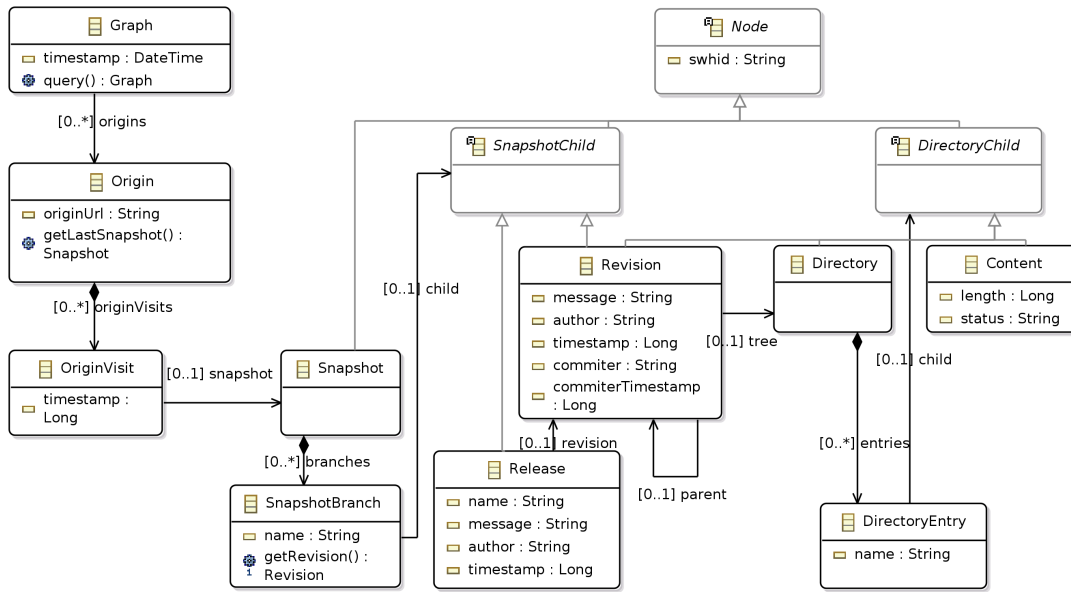 Graph
timestamp : DateTime
query() : Graph
[0..*] origins
Origin
originUrl : String
getLastSnapshot() :
Snapshot
[0..*] originVisits
OriginVisit
timestamp :
Long
[0..1] snapshot
Snapshot
[0..*] branches
SnapshotBranch
name : String
getRevision() :
Revision
1
[0..1] child
Node
swhid : String
SnapshotChild
DirectoryChild
Revision
message : String
author : String
timestamp : Long
commiter : String
commiterTimestamp
: Long
[0..1] tree
Directory
Content
length : Long
status : String
[0..1] child
[0..1] revision
[0..1] parent
Release
name : String
message : String
author : String
timestamp : Long
[0..*] entries
DirectoryEntry
name : String